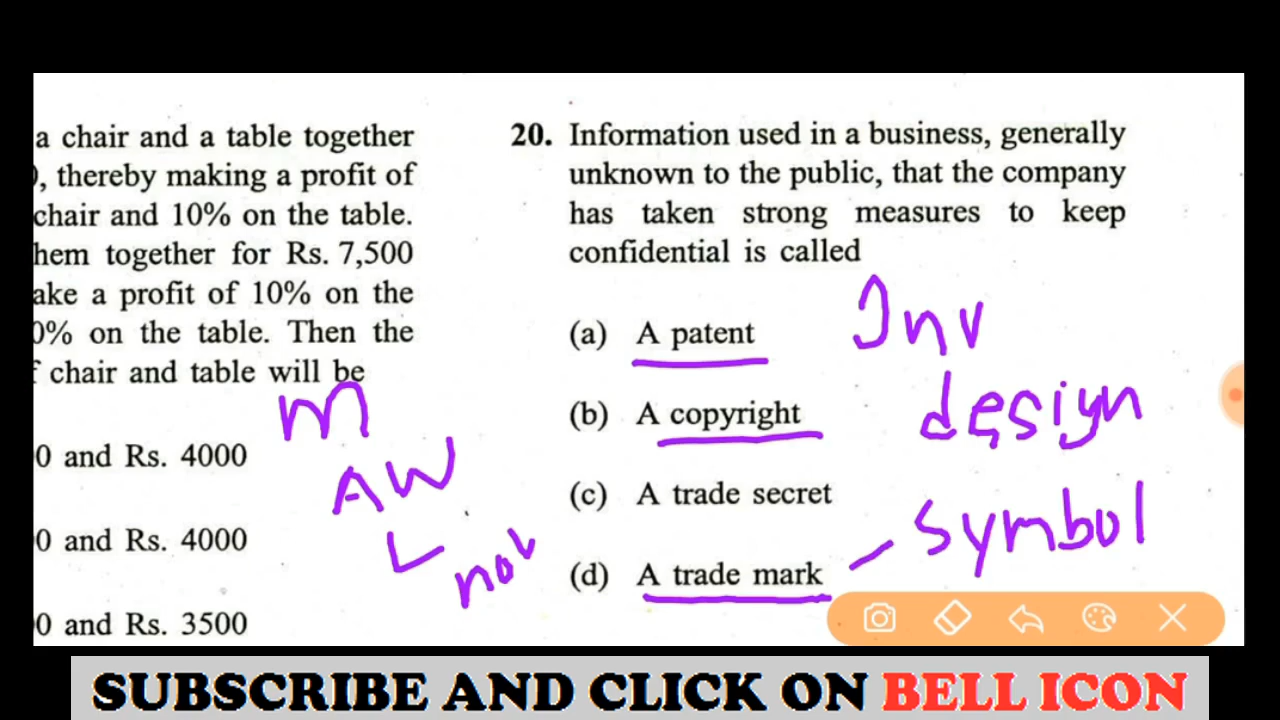 a chair and a table together
, thereby making a profit of
chair and 10% on the table.
hem together for Rs. 7,500
ake a profit of 10% on the
0% on the table. Then the
chair and table will be
0 and Rs. 4000
0 and Rs. 4000
0 and Rs. 3500
m
AW
L nov
20. Information used in a business, generally
unknown to the public, that the company
has taken strong measures to keep
confidential is called
(a) A patent
(b) A copyright
(c) A trade secret
(d) A trade mark
Inv
design
symbol
SUBSCRIBE AND CLICK ON BELL ICON